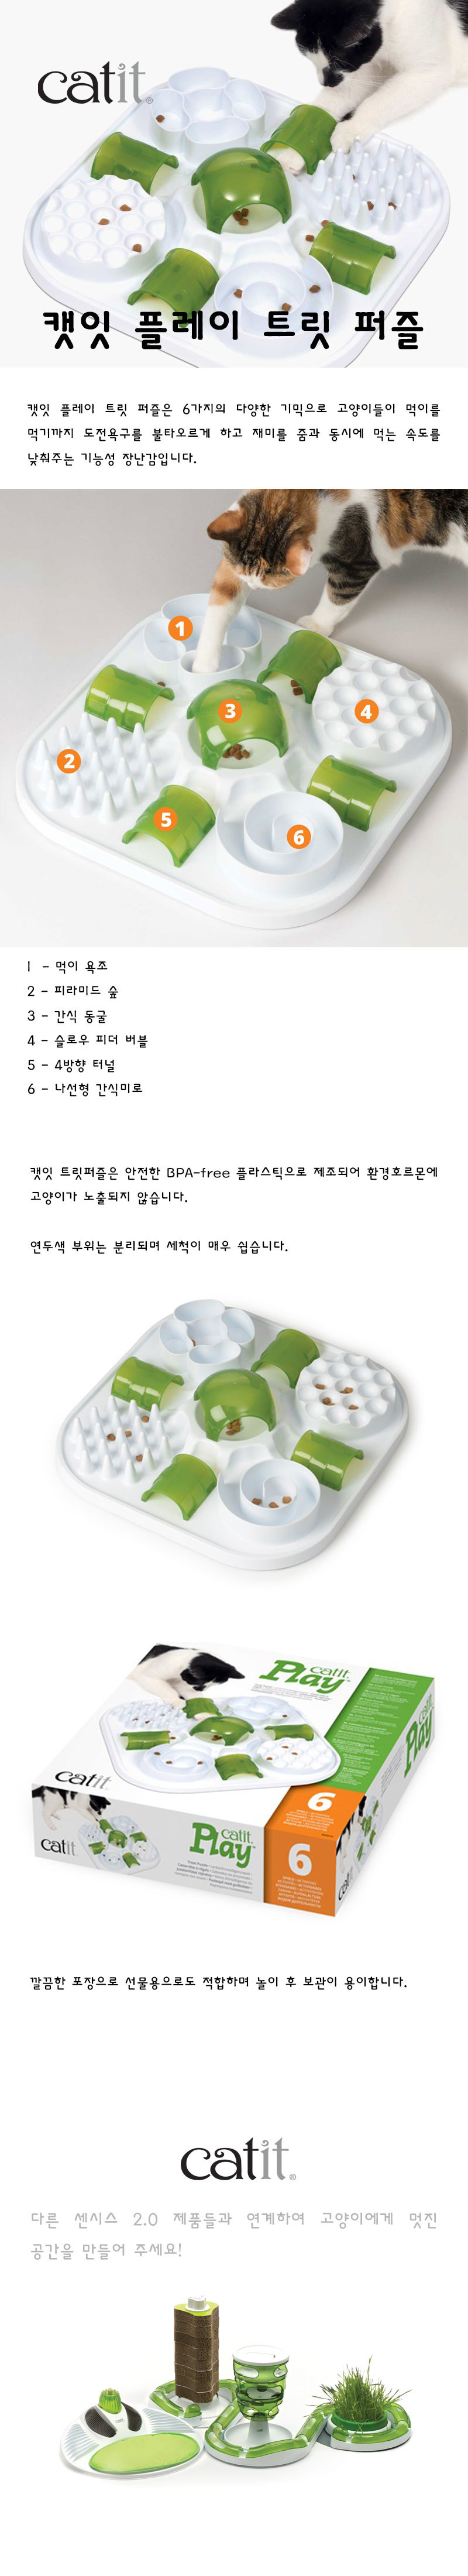 catit®
캣잇 플레이 트릿 퍼즐
캣잇 플레이 트릿 퍼즐은 6가지의 다양한 기믹으로 고양이들이 먹이를
먹기까지 도전욕구를 불타오르게 하고 재미를 줌과 동시에 먹는 속도를
낮춰주는 기능성 장난감입니다.
1
2
3
4
5
6
1 - 먹이 욕조
2 - 피라미드 숲
3 - 간식 동굴
4 - 슬로우 피더 버블
5 - 4방향 터널
6 - 나선형 간식미로
캣잇 트릿퍼즐은 안전한 BPA-free 플라스틱으로 제조되어 환경호르몬에
고양이가 노출되지 않습니다.
연두색 부위는 분리되며 세척이 매우 쉽습니다.
catit
Play
catit
Play
catit
6
catit
catit
Play
6
catit
깔끔한 포장으로 선물용으로도 적합하며 놀이 후 보관이 용이합니다.
catit®
다른 센시스 2.0 제품들과 연계하여 고양이에게 멋진
공간을 만들어 주세요!